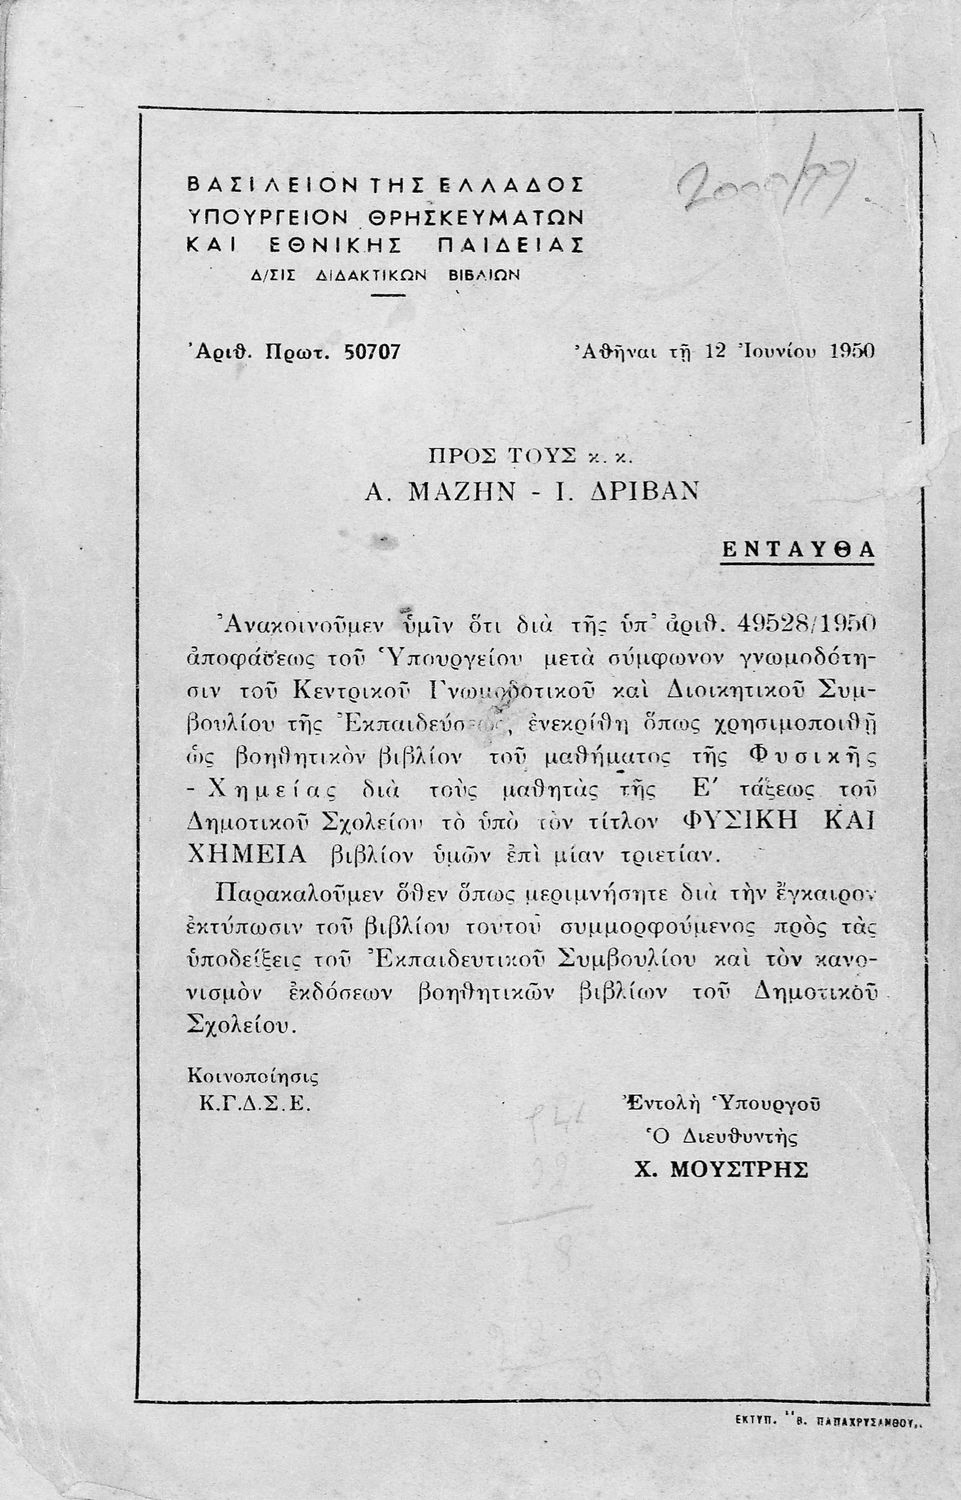 2000/99
ΒΑΣΙΛΕΙΟΝ ΤΗΣ ΕΛΛΑΔΟΣ
ΥΠΟΥΡΓΕΙΟΝ ΘΡΗΣΚΕΥΜΑΤΩΝ
ΚΑΙ ΕΘΝΙΚΗΣ ΠΑΙΔΕΙΑΣ
Δ/ΣΙΣ ΔΙΔΑΚΤΙΚΩΝ ΒΙΒΛΙΩΝ
Ἀριθ. Πρωτ. 50707
Ἀθῆναι τῇ 12 Ἰουνίου 1950
ΠΡΟΣ ΤΟΥΣ κ. κ.
Α. ΜΑΖΗΝ - Ι. ΔΡΙΒΑΝ
ΕΝΤΑΥΘΑ
Ἀνακοινοῦμεν ὑμῖν ὅτι διὰ τῆς ὑπ' ἀριθ. 49528/1950
ἀποφάσεως τοῦ Ὑπουργείου μετὰ σύμφωνον γνωμοδότη-
σιν τοῦ Κεντρικοῦ Γνωμοδοτικοῦ καὶ Διοικητικοῦ Συμ-
βουλίου τῆς Ἐκπαιδεύσεως, ἐνεκρίθη ὅπως χρησιμοποιηθῇ
ὡς βοηθητικὸν βιβλίον τοῦ μαθήματος τῆς Φυσικῆς
- Χημείας διὰ τοὺς μαθητὰς τῆς Ε' τάξεως τοῦ
Δημοτικοῦ Σχολείου τὸ ὑπὸ τὸν τίτλον ΦΥΣΙΚΗ ΚΑΙ
ΧΗΜΕΙΑ βιβλίον ὑμῶν ἐπὶ μίαν τριετίαν.
Παρακαλοῦμεν ὅθεν ὅπως μεριμνήσητε διὰ τὴν ἔγκαιρον
ἐκτύπωσιν τοῦ βιβλίου τούτου συμμορφούμενος πρὸς τὰς
ὑποδείξεις τοῦ Ἐκπαιδευτικοῦ Συμβουλίου καὶ τὸν κανο-
νισμὸν ἐκδόσεων βοηθητικῶν βιβλίων τοῦ Δημοτικοῦ
Σχολείου.
Κοινοποίησις
Κ.Γ.Δ.Σ.Ε.
Ἐντολῇ Ὑπουργοῦ
Ὁ Διευθυντὴς
Χ. ΜΟΥΣΤΡΗΣ
ΕΚΤΥΠ. "Β. ΠΑΠΑΧΡΥΣΑΝΘΟΥ,,